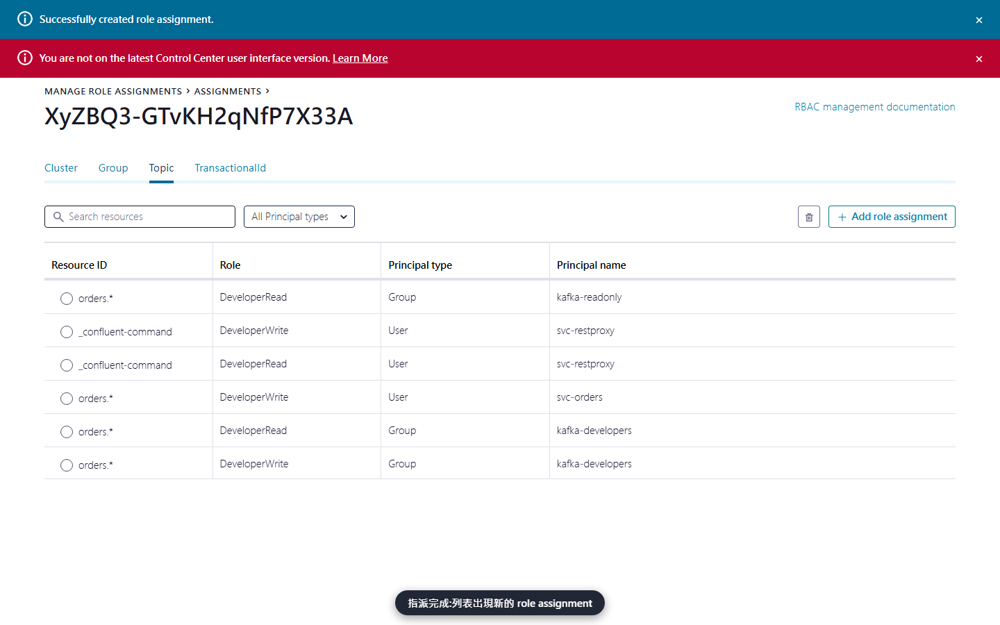 Successfully created role assignment.
You are not on the latest Control Center user interface version. Learn More
MANAGE ROLE ASSIGNMENTS > ASSIGNMENTS >
XyZBQ3-GTvKH2qNfP7X33A
RBAC management documentation
Cluster Group Topic TransactionalId
Search resources All Principal types + Add role assignment
Resource ID Role Principal type Principal name
orders.* DeveloperRead Group kafka-readonly
_confluent-command DeveloperWrite User svc-restproxy
_confluent-command DeveloperRead User svc-restproxy
orders.* DeveloperWrite User svc-orders
orders.* DeveloperRead Group kafka-developers
orders.* DeveloperWrite Group kafka-developers
指派完成:列表出現新的 role assignment